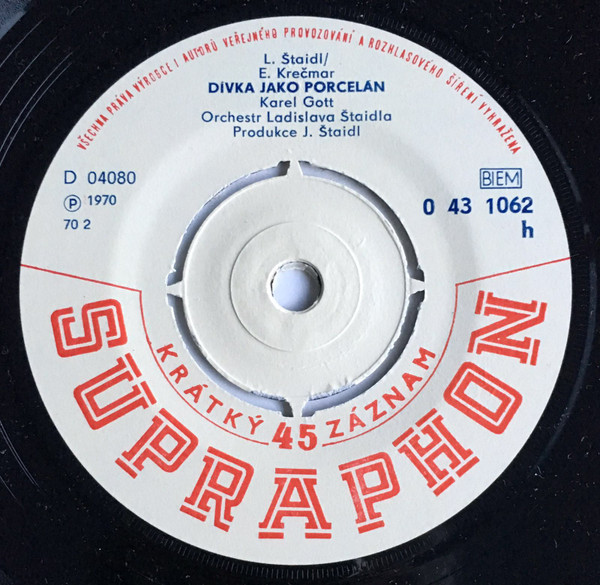 VŠECHNA PRÁVA VÝROBCE I AUTORŮ VEŘEJNÉHO PROVOZOVÁNÍ A ROZHLASOVÉHO ŠÍŘENÍ VYHRAŽENA
L. Štaidl/
E. Krečmar
DÍVKA JAKO PORCELÁN
Karel Gott
Orchestr Ladislava Štaidla
Produkce J. Štaidl
D 04080
Ⓟ 1970
70 2
BIEM
0 43 1062
h
KRÁTKÝ 45 ZÁZNAM
SUPRAPHON